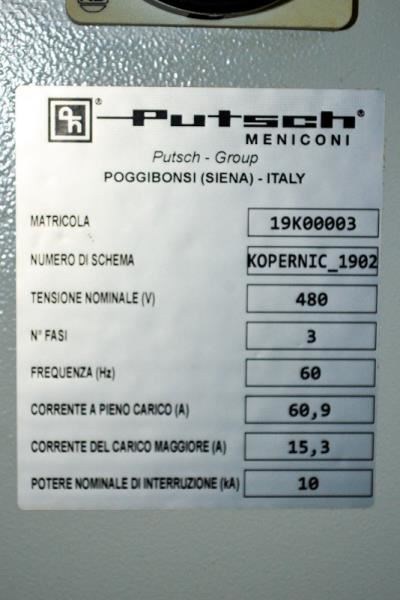 ® Putsch®
MENICONI
Putsch - Group
POGGIBONSI (SIENA) - ITALY
MATRICOLA 19K00003
NUMERO DI SCHEMA KOPERNIC_1902
TENSIONE NOMINALE (V) 480
N° FASI 3
FREQUENZA (Hz) 60
CORRENTE A PIENO CARICO (A) 60,9
CORRENTE DEL CARICO MAGGIORE (A) 15,3
POTERE NOMINALE DI INTERRUZIONE (kA) 10